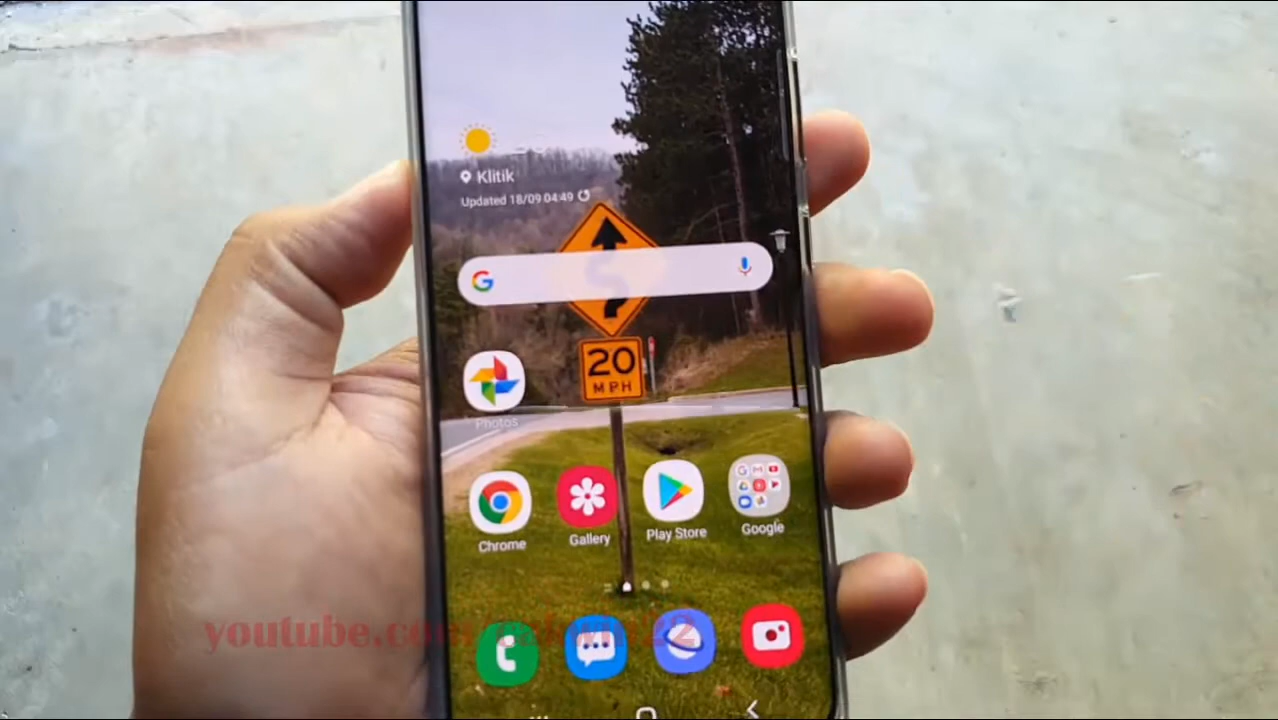 Klitik
Updated 18/09 04:49
G
20
MPH
Photos
Chrome
Gallery
Play Store
Google
youtube.com